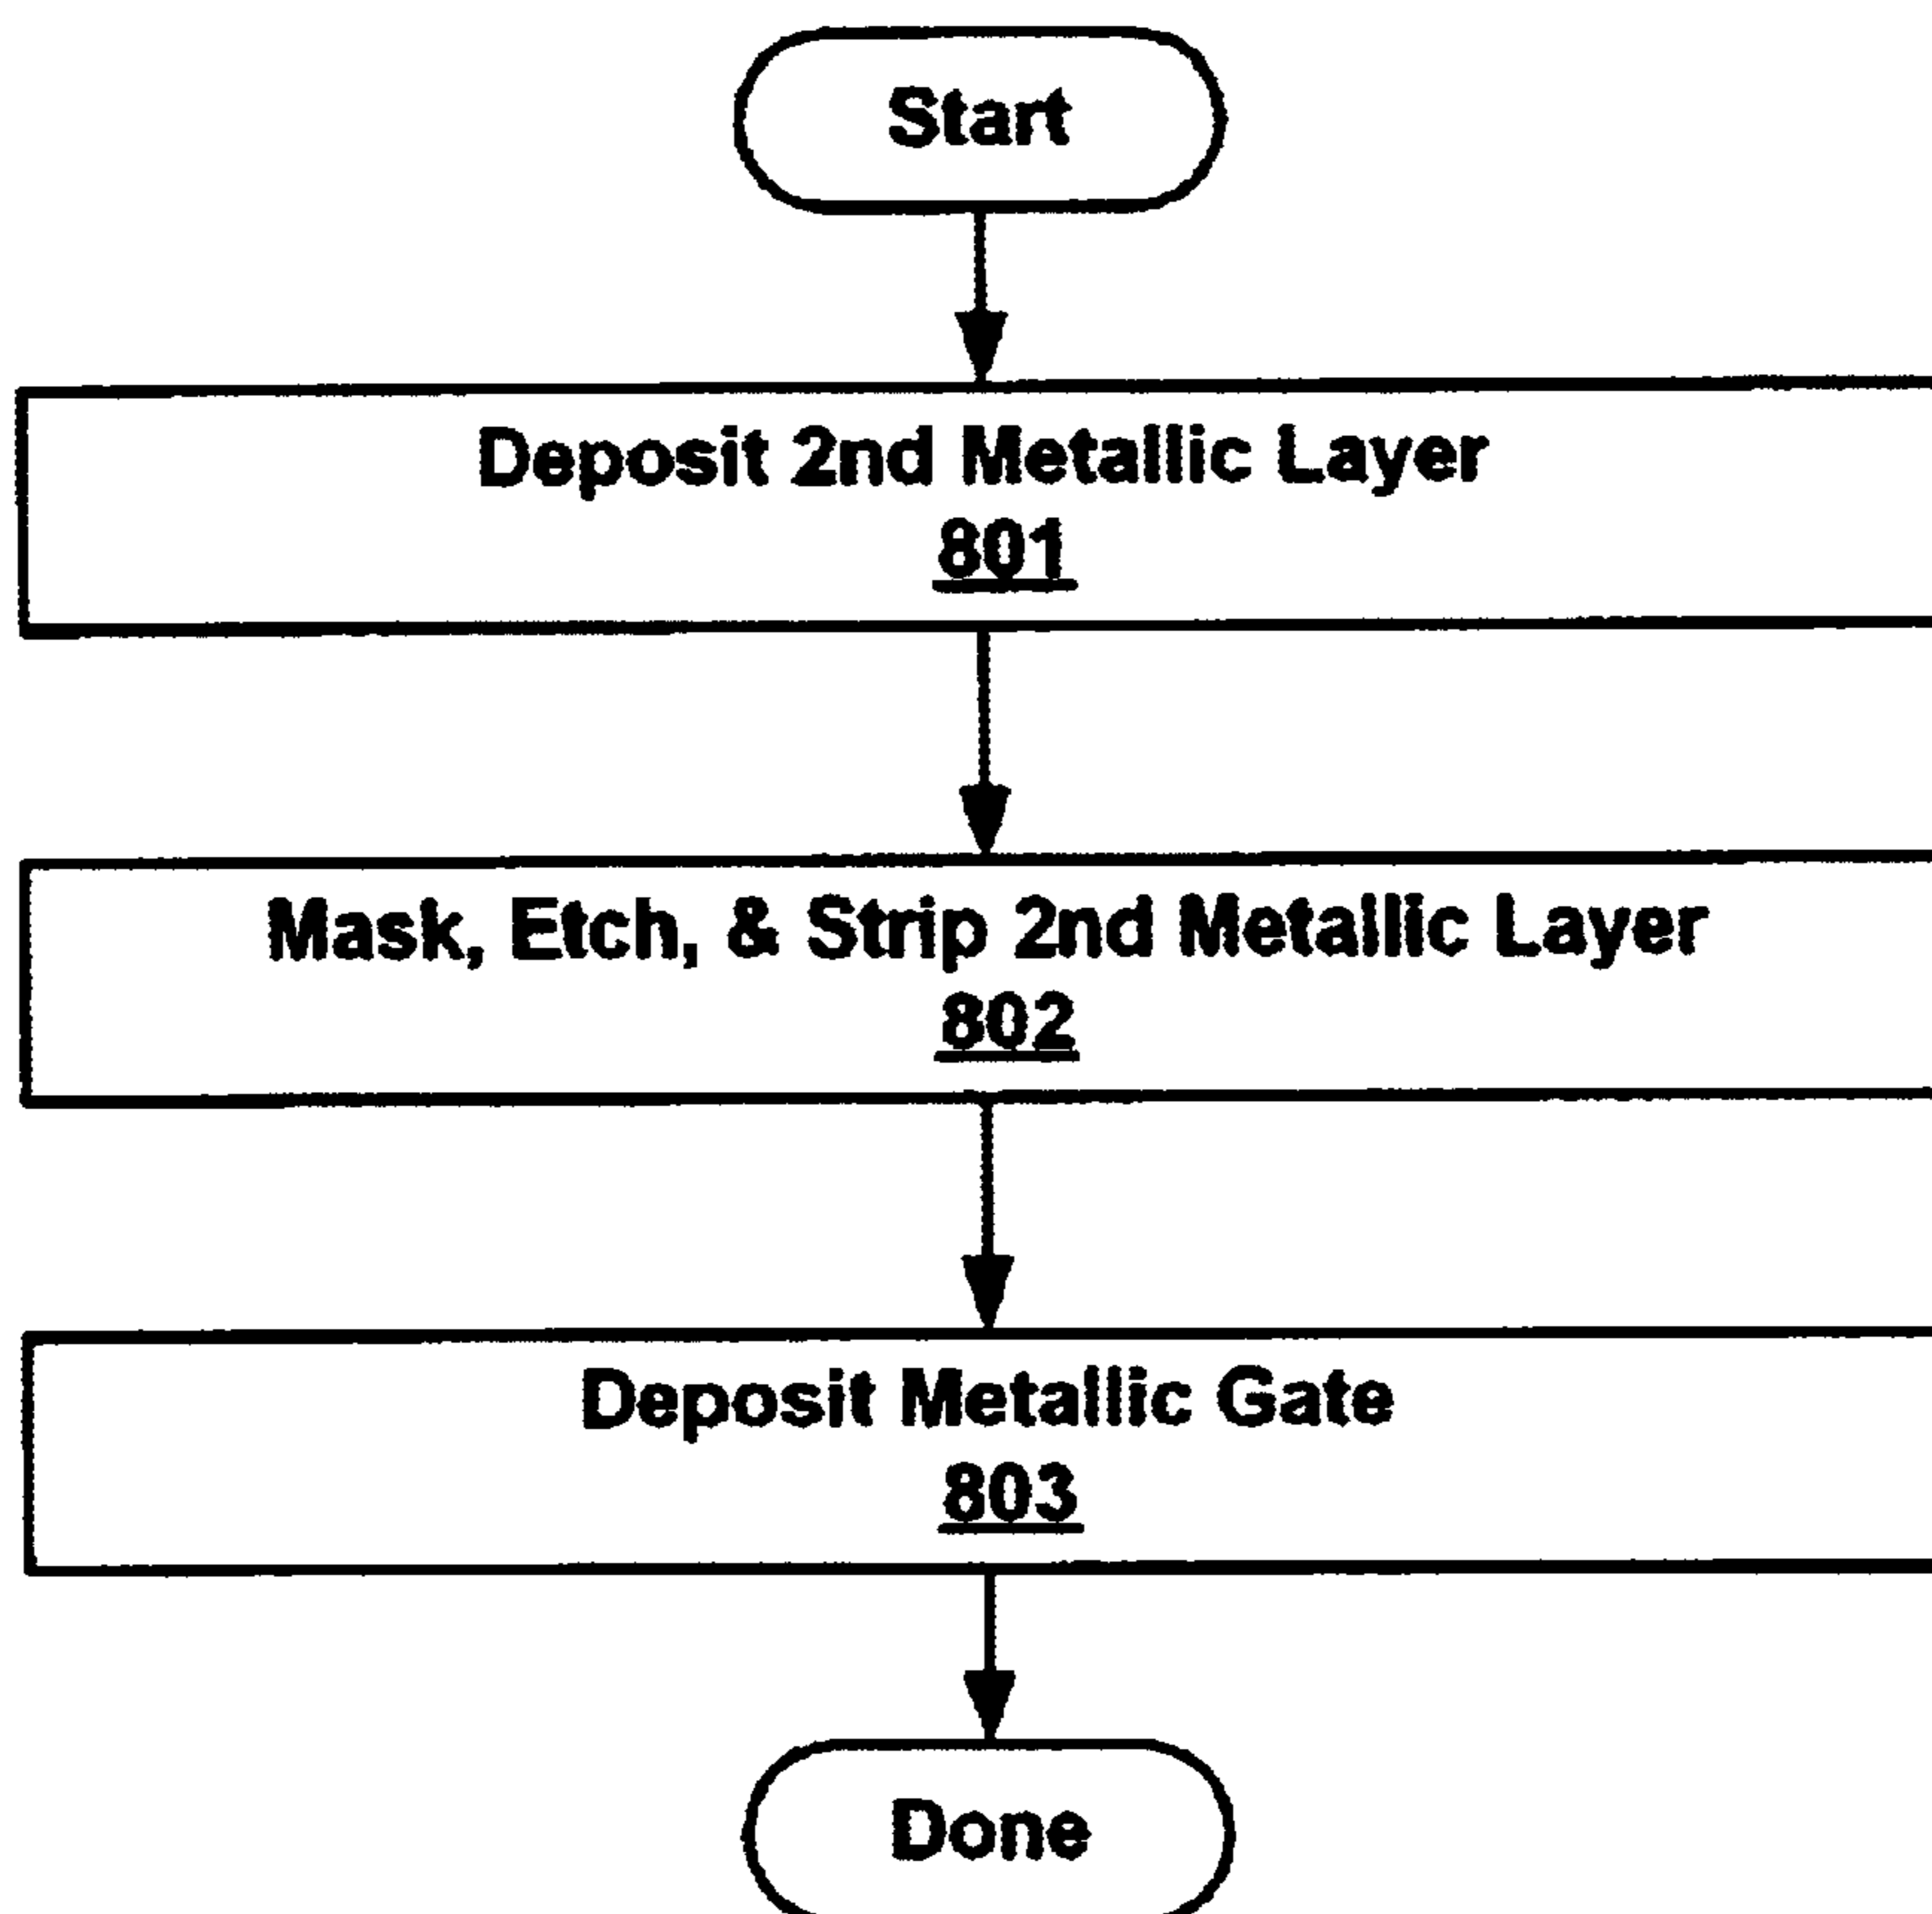 Start
Deposit 2nd Metallic Layer
801
Mask, Etch, & Strip 2nd Metallic Layer
802
Deposit Metallic Gate
803
Done